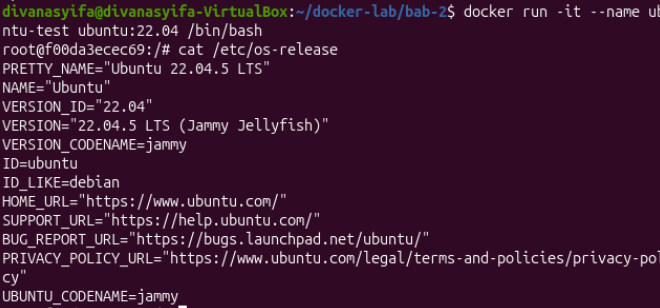 divanasyifa@divanasyifa-VirtualBox:~/docker-lab/bab-2$ docker run -it --name ub
ntu-test ubuntu:22.04 /bin/bash
root@f00da3ecec69:/# cat /etc/os-release
PRETTY_NAME="Ubuntu 22.04.5 LTS"
NAME="Ubuntu"
VERSION_ID="22.04"
VERSION="22.04.5 LTS (Jammy Jellyfish)"
VERSION_CODENAME=jammy
ID=ubuntu
ID_LIKE=debian
HOME_URL="https://www.ubuntu.com/"
SUPPORT_URL="https://help.ubuntu.com/"
BUG_REPORT_URL="https://bugs.launchpad.net/ubuntu/"
PRIVACY_POLICY_URL="https://www.ubuntu.com/legal/terms-and-policies/privacy-pol
cy"
UBUNTU_CODENAME=jammy